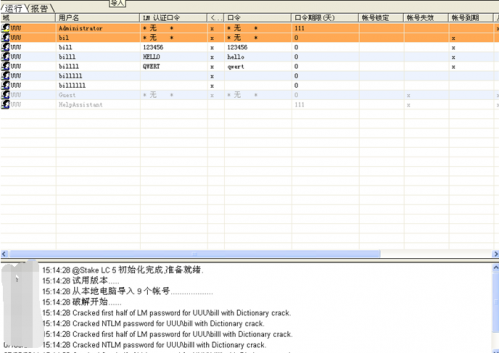 导入
运行 报告
域 用户名 LM 认证口令 <... 口令 口令期限(天) 帐号锁定 帐号失效 帐号到期
UUU Administrator * 无 * x * 无 * 111
UUU bil * 无 * x * 无 * 0 x
UUU bill 123456 x 123456 0 x
UUU billl HELLO x hello 0 x
UUU billll QWERT x qwert 0 x
UUU billlll x 0 x
UUU billllll x 0 x
UUU Guest * 无 * x * 无 * 0 x x
UUU HelpAssistant 111 x
15:14:28 @Stake LC 5 初始化完成,准备就绪.
15:14:28 试用版本.....
15:14:28 从本地电脑导入 9 个帐号...................
15:14:28 破解开始......
15:14:28 Cracked first half of LM password for UUU\bill with Dictionary crack.
15:14:28 Cracked NTLM password for UUU\bill with Dictionary crack.
15:14:28 Cracked first half of LM password for UUU\bill with Dictionary crack.
15:14:28 Cracked NTLM password for UUU\bill with Dictionary crack.